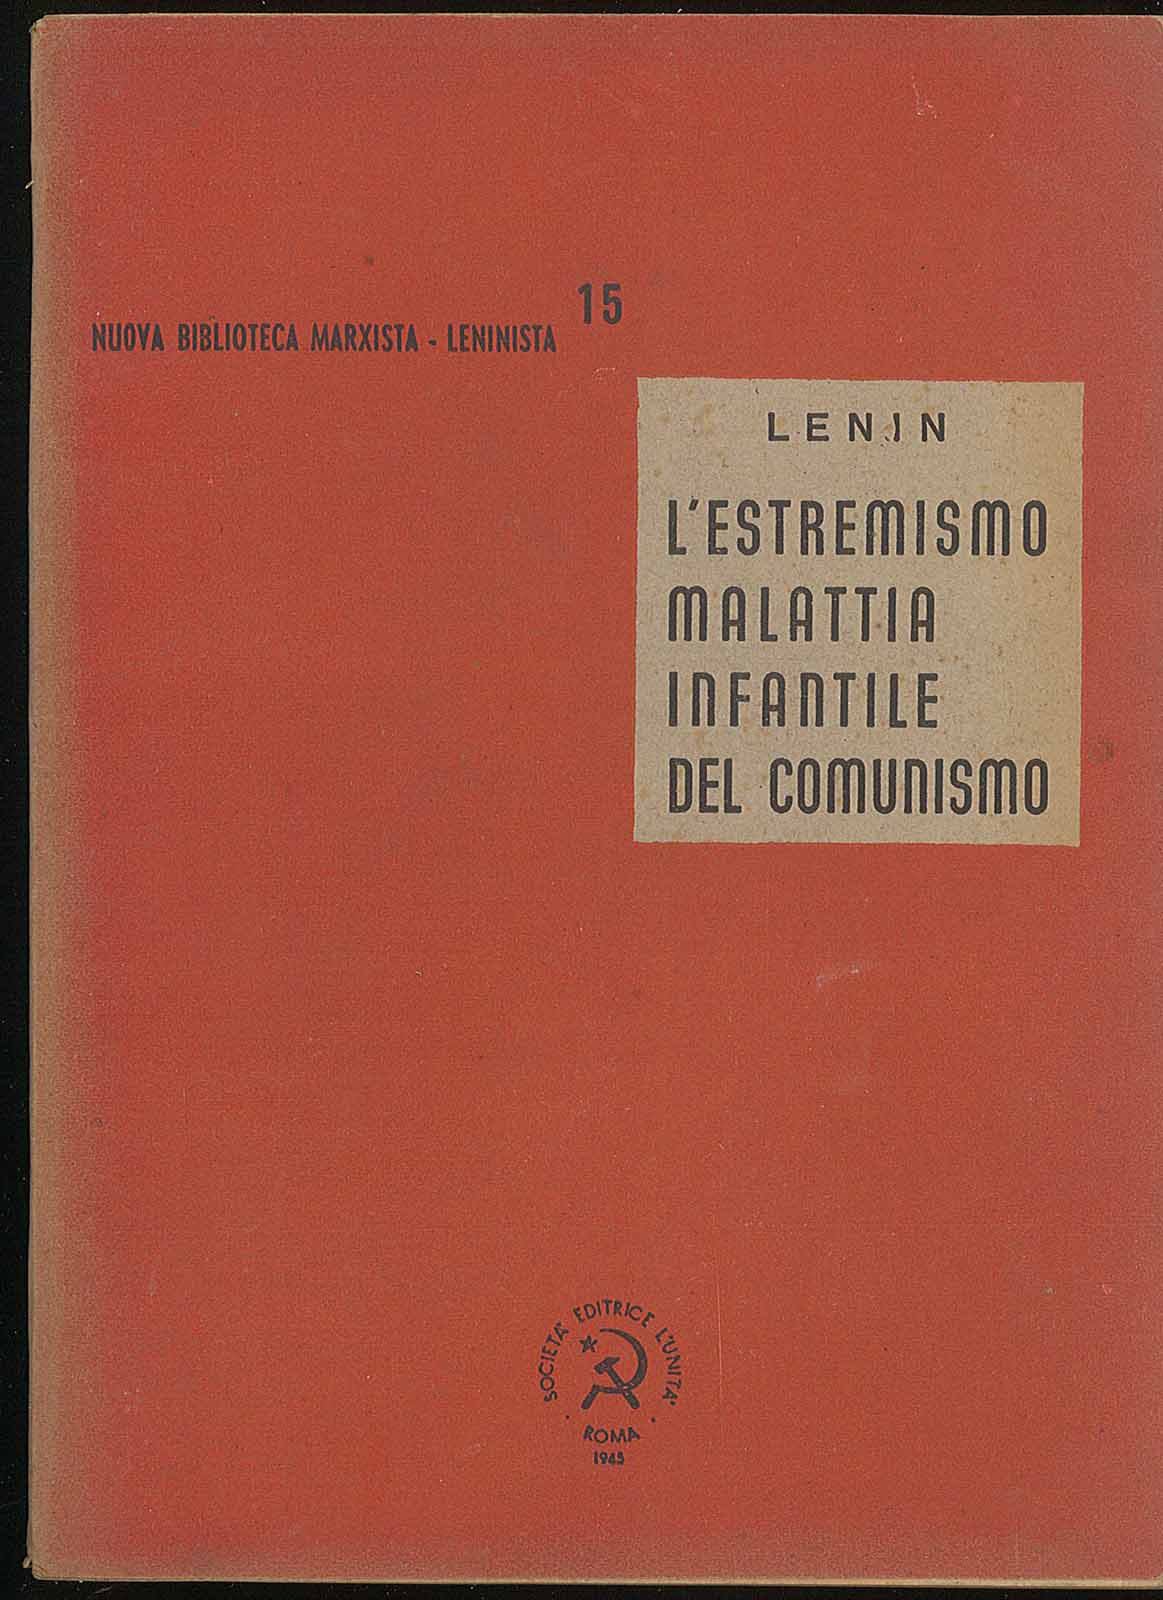 15
NUOVA BIBLIOTECA MARXISTA - LENINISTA
LENIN
L'ESTREMISMO
MALATTIA
INFANTILE
DEL COMUNISMO
SOCIETA' EDITRICE L'UNITA'
· ROMA ·
1945